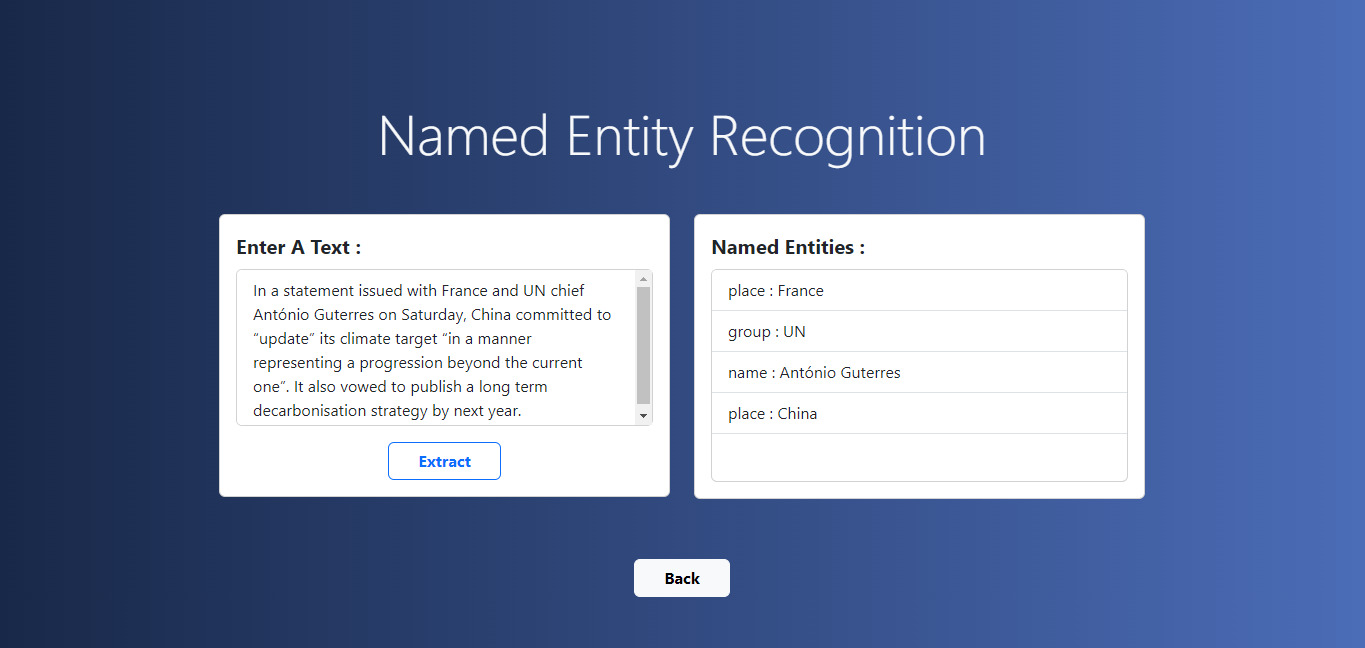 Named Entity Recognition
Enter A Text :
In a statement issued with France and UN chief
António Guterres on Saturday, China committed to
“update” its climate target “in a manner
representing a progression beyond the current
one”. It also vowed to publish a long term
decarbonisation strategy by next year.
Extract
Named Entities :
place : France
group : UN
name : António Guterres
place : China
Back